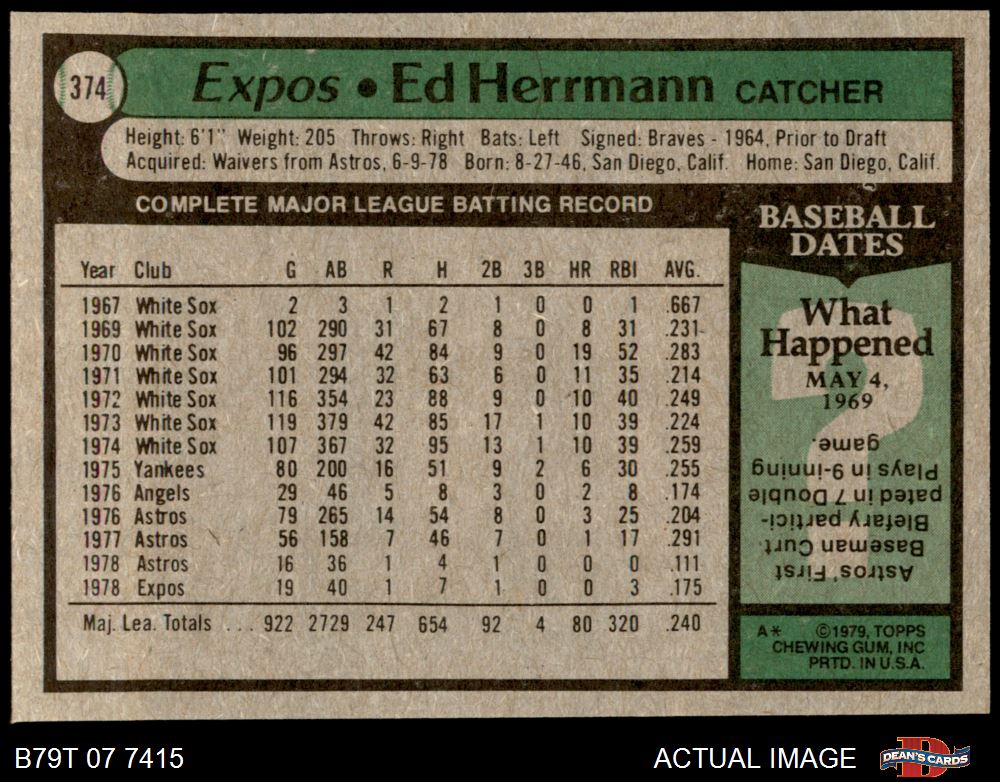 374
Expos • Ed Herrmann CATCHER
Height: 6'1" Weight: 205 Throws: Right Bats: Left Signed: Braves - 1964, Prior to Draft
Acquired: Waivers from Astros, 6-9-78 Born: 8-27-46, San Diego, Calif. Home: San Diego, Calif.
COMPLETE MAJOR LEAGUE BATTING RECORD
Year Club G AB R H 2B 3B HR RBI AVG.
1967 White Sox 2 3 1 2 1 0 0 1 .667
1969 White Sox 102 290 31 67 8 0 8 31 .231
1970 White Sox 96 297 42 84 9 0 19 52 .283
1971 White Sox 101 294 32 63 6 0 11 35 .214
1972 White Sox 116 354 23 88 9 0 10 40 .249
1973 White Sox 119 379 42 85 17 1 10 39 .224
1974 White Sox 107 367 32 95 13 1 10 39 .259
1975 Yankees 80 200 16 51 9 2 6 30 .255
1976 Angels 29 46 5 8 3 0 2 8 .174
1976 Astros 79 265 14 54 8 0 3 25 .204
1977 Astros 56 158 7 46 7 0 1 17 .291
1978 Astros 16 36 1 4 1 0 0 0 .111
1978 Expos 19 40 1 7 1 0 0 3 .175
Maj. Lea. Totals ... 922 2729 247 654 92 4 80 320 .240
BASEBALL
DATES
What
Happened
MAY 4,
1969
Astros' First
Baseman Curt
Blefary partici-
pated in 7 Double
Plays in 9-inning
game.
A* ©1979, TOPPS
CHEWING GUM, INC
PRTD. IN U.S.A.
B79T 07 7415
ACTUAL IMAGE
DEAN'S CARDS